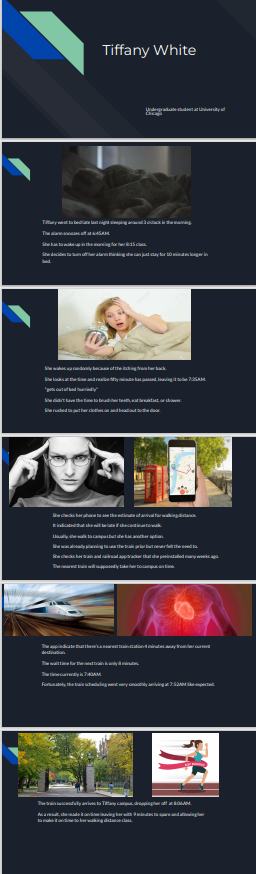 Tiffany White
Undergraduate student at University of
Chicago
Tiffany went to bed late last night sleeping around 3 o'clock in the morning.
The alarm snoozes off at 6:45AM.
She has to wake up in the morning for her 8:15 class.
She decides to turn off her alarm thinking she can just stay for 10 minutes longer in
bed.
She wakes up randomly because of the itching from her back.
She looks at the time and realize fifty minute has passed, leaving it to be 7:35AM.
*gets out of bed hurriedly*
She didn't have the time to brush her teeth, eat breakfast, or shower.
She rushed to put her clothes on and head out to the door.
She checks her phone to see the estimate of arrival for walking distance.
It indicated that she will be late if she continue to walk.
Usually, she walk to campus but she has another option.
She was already planning to use the train prior but never felt the need to.
She checks her train and railroad app tracker that she preinstalled many weeks ago.
The nearest train will supposedly take her to campus on time.
The app indicate that there's a nearest train station 4 minutes away from her current
destination.
The wait time for the next train is only 8 minutes.
The time currently is 7:40AM.
Fortunately, the train scheduling went very smoothly arriving at 7:52AM like expected.
The train successfully arrives to Tiffany campus, dropping her off at 8:06AM.
As a result, she made it on time leaving her with 9 minutes to spare and allowing her
to make it on time to her walking distance class.